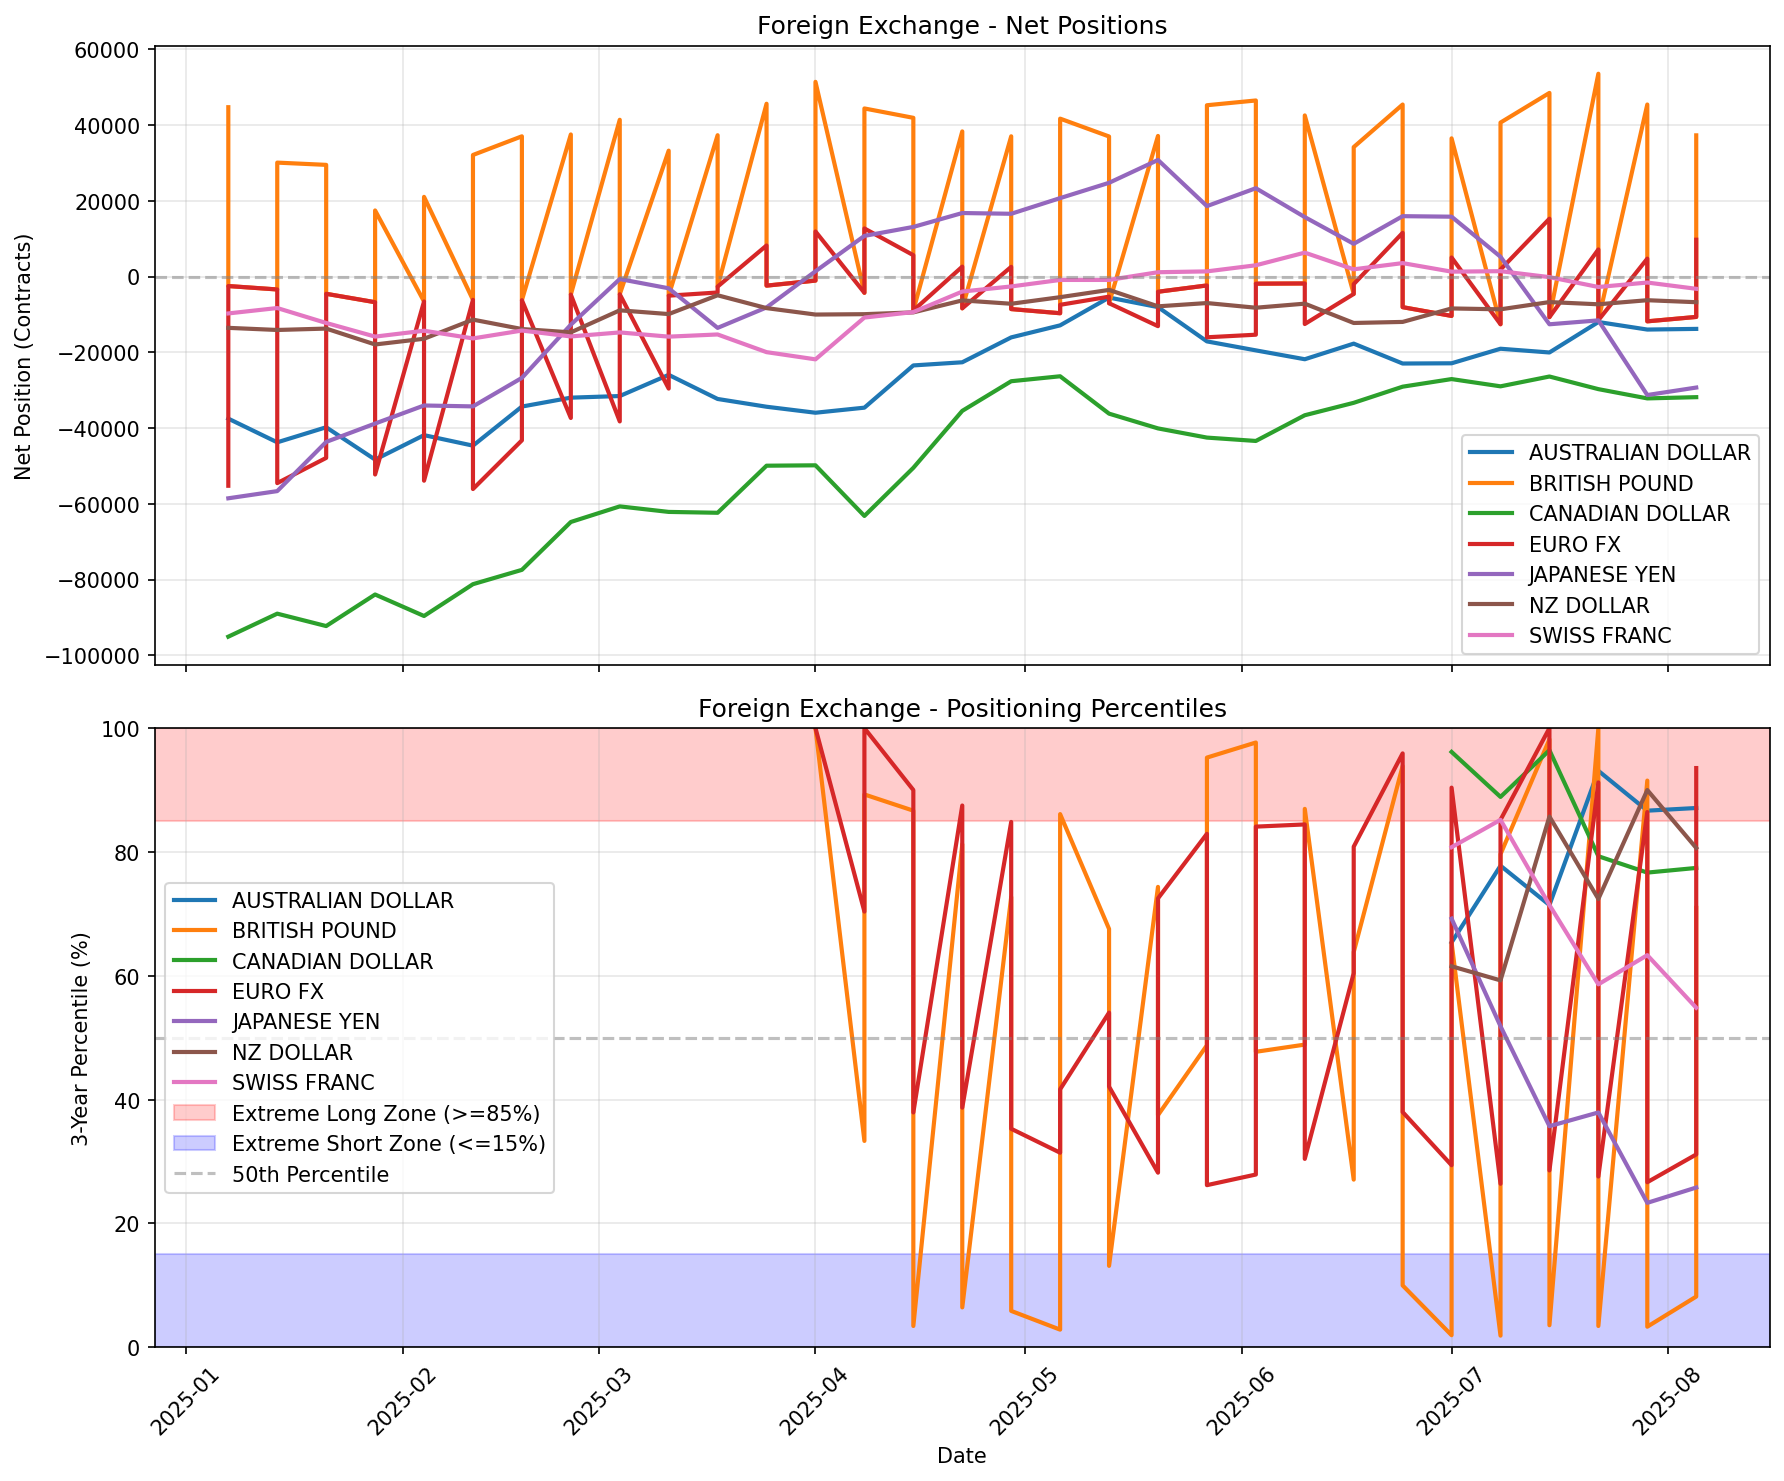 Foreign Exchange - Net Positions
Net Position (Contracts)
60000
40000
20000
0
−20000
−40000
−60000
−80000
−100000
AUSTRALIAN DOLLAR
BRITISH POUND
CANADIAN DOLLAR
EURO FX
JAPANESE YEN
NZ DOLLAR
SWISS FRANC
Foreign Exchange - Positioning Percentiles
3-Year Percentile (%)
100
80
60
40
20
0
AUSTRALIAN DOLLAR
BRITISH POUND
CANADIAN DOLLAR
EURO FX
JAPANESE YEN
NZ DOLLAR
SWISS FRANC
Extreme Long Zone (>=85%)
Extreme Short Zone (<=15%)
50th Percentile
2025-01
2025-02
2025-03
2025-04
2025-05
2025-06
2025-07
2025-08
Date